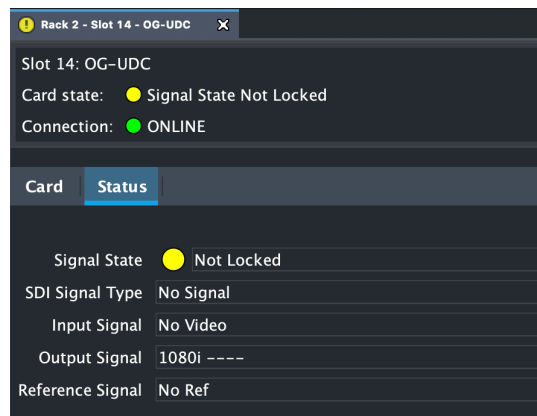 Rack 2 - Slot 14 - OG-UDC X
Slot 14: OG-UDC
Card state: Signal State Not Locked
Connection: ONLINE
Card Status
Signal State Not Locked
SDI Signal Type No Signal
Input Signal No Video
Output Signal 1080i ----
Reference Signal No Ref